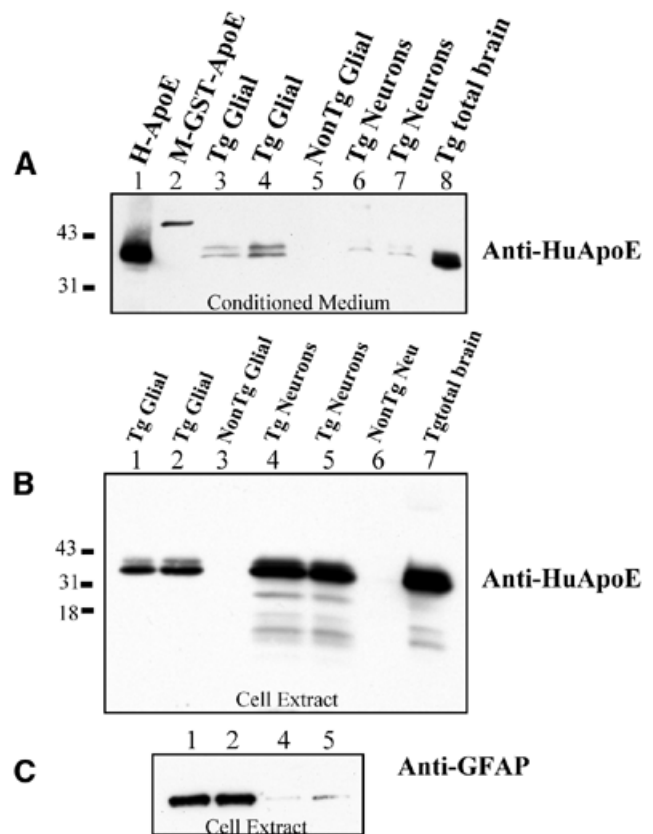 A
H-ApoE
M-GST-ApoE
Tg Glial
Tg Glial
NonTg Glial
Tg Neurons
Tg Neurons
Tg total brain
1 2 3 4 5 6 7 8
43
31
Anti-HuApoE
Conditioned Medium
B
Tg Glial
Tg Glial
NonTg Glial
Tg Neurons
Tg Neurons
NonTg Neu
Tgtotal brain
1 2 3 4 5 6 7
43
31
18
Anti-HuApoE
Cell Extract
C
1 2 4 5
Anti-GFAP
Cell Extract